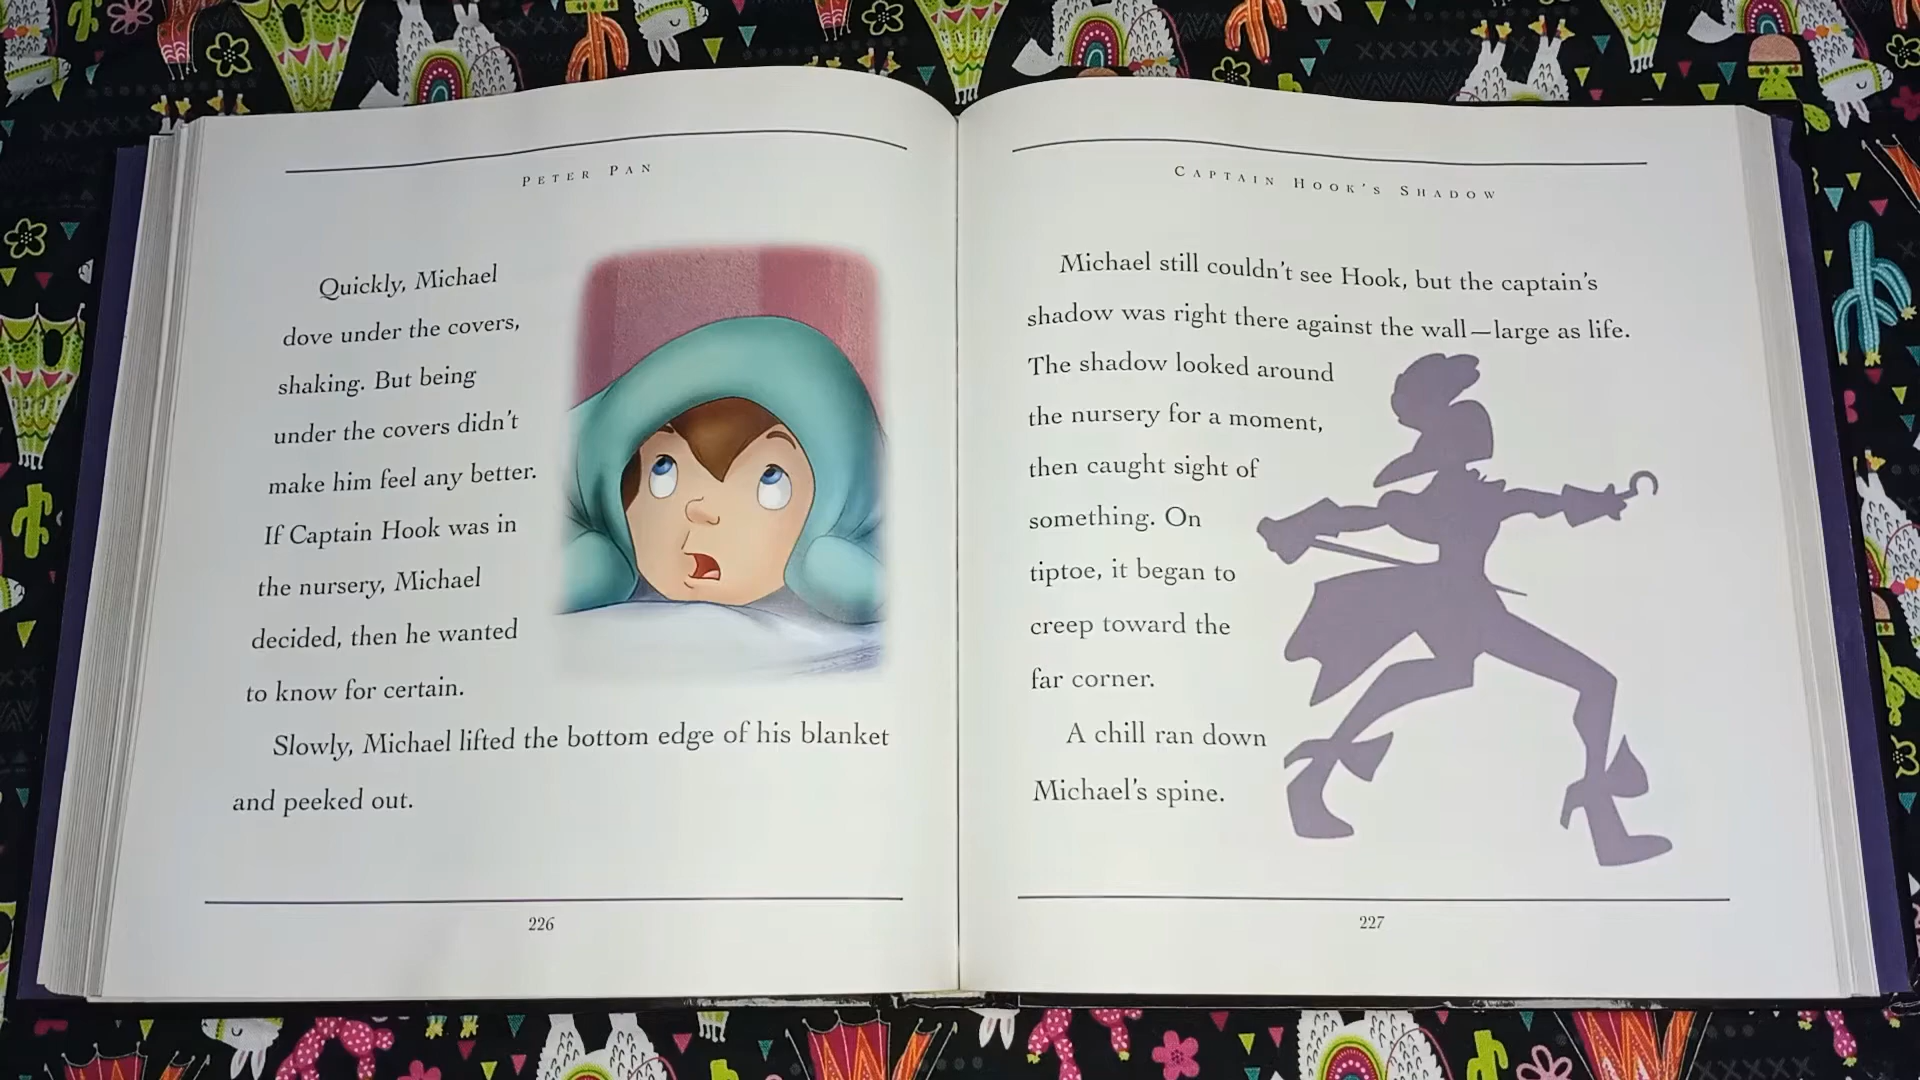 PETER PAN
Quickly, Michael
dove under the covers,
shaking. But being
under the covers didn't
make him feel any better.
If Captain Hook was in
the nursery, Michael
decided, then he wanted
to know for certain.
Slowly, Michael lifted the bottom edge of his blanket
and peeked out.
226
CAPTAIN HOOK'S SHADOW
Michael still couldn't see Hook, but the captain's
shadow was right there against the wall—large as life.
The shadow looked around
the nursery for a moment,
then caught sight of
something. On
tiptoe, it began to
creep toward the
far corner.
A chill ran down
Michael's spine.
227